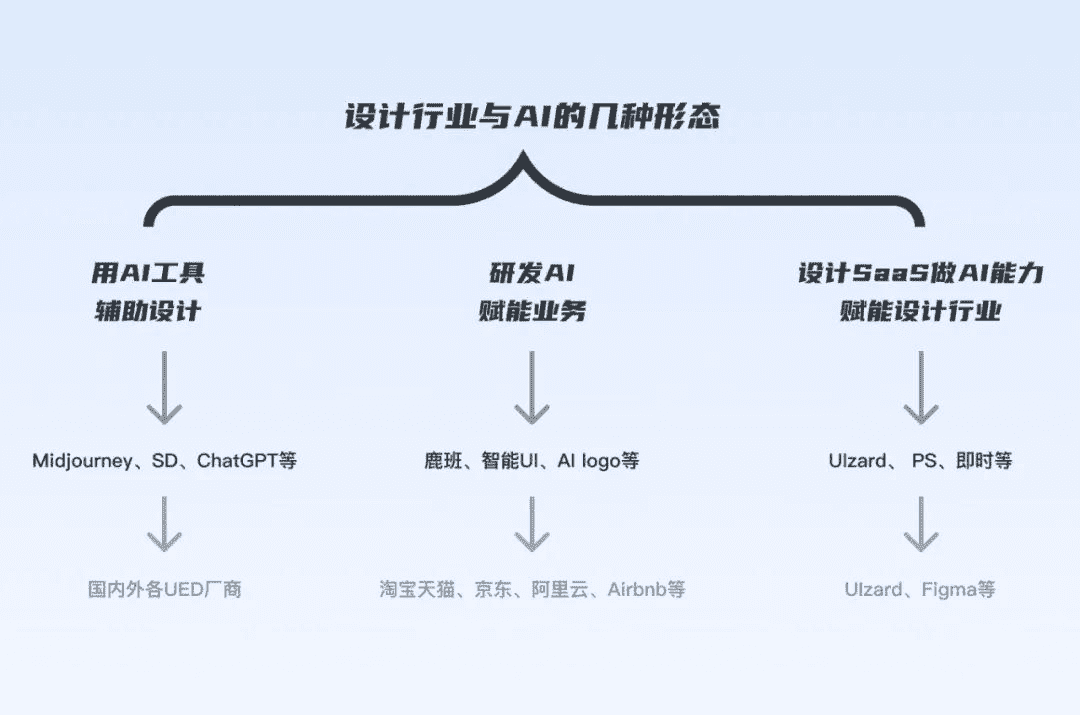 设计行业与AI的几种形态
用AI工具
辅助设计
研发AI
赋能业务
设计SaaS做AI能力
赋能设计行业
Midjourney、SD、ChatGPT等
鹿班、智能UI、AI logo等
UIzard、 PS、即时等
国内外各UED厂商
淘宝天猫、京东、阿里云、Airbnb等
UIzard、Figma等